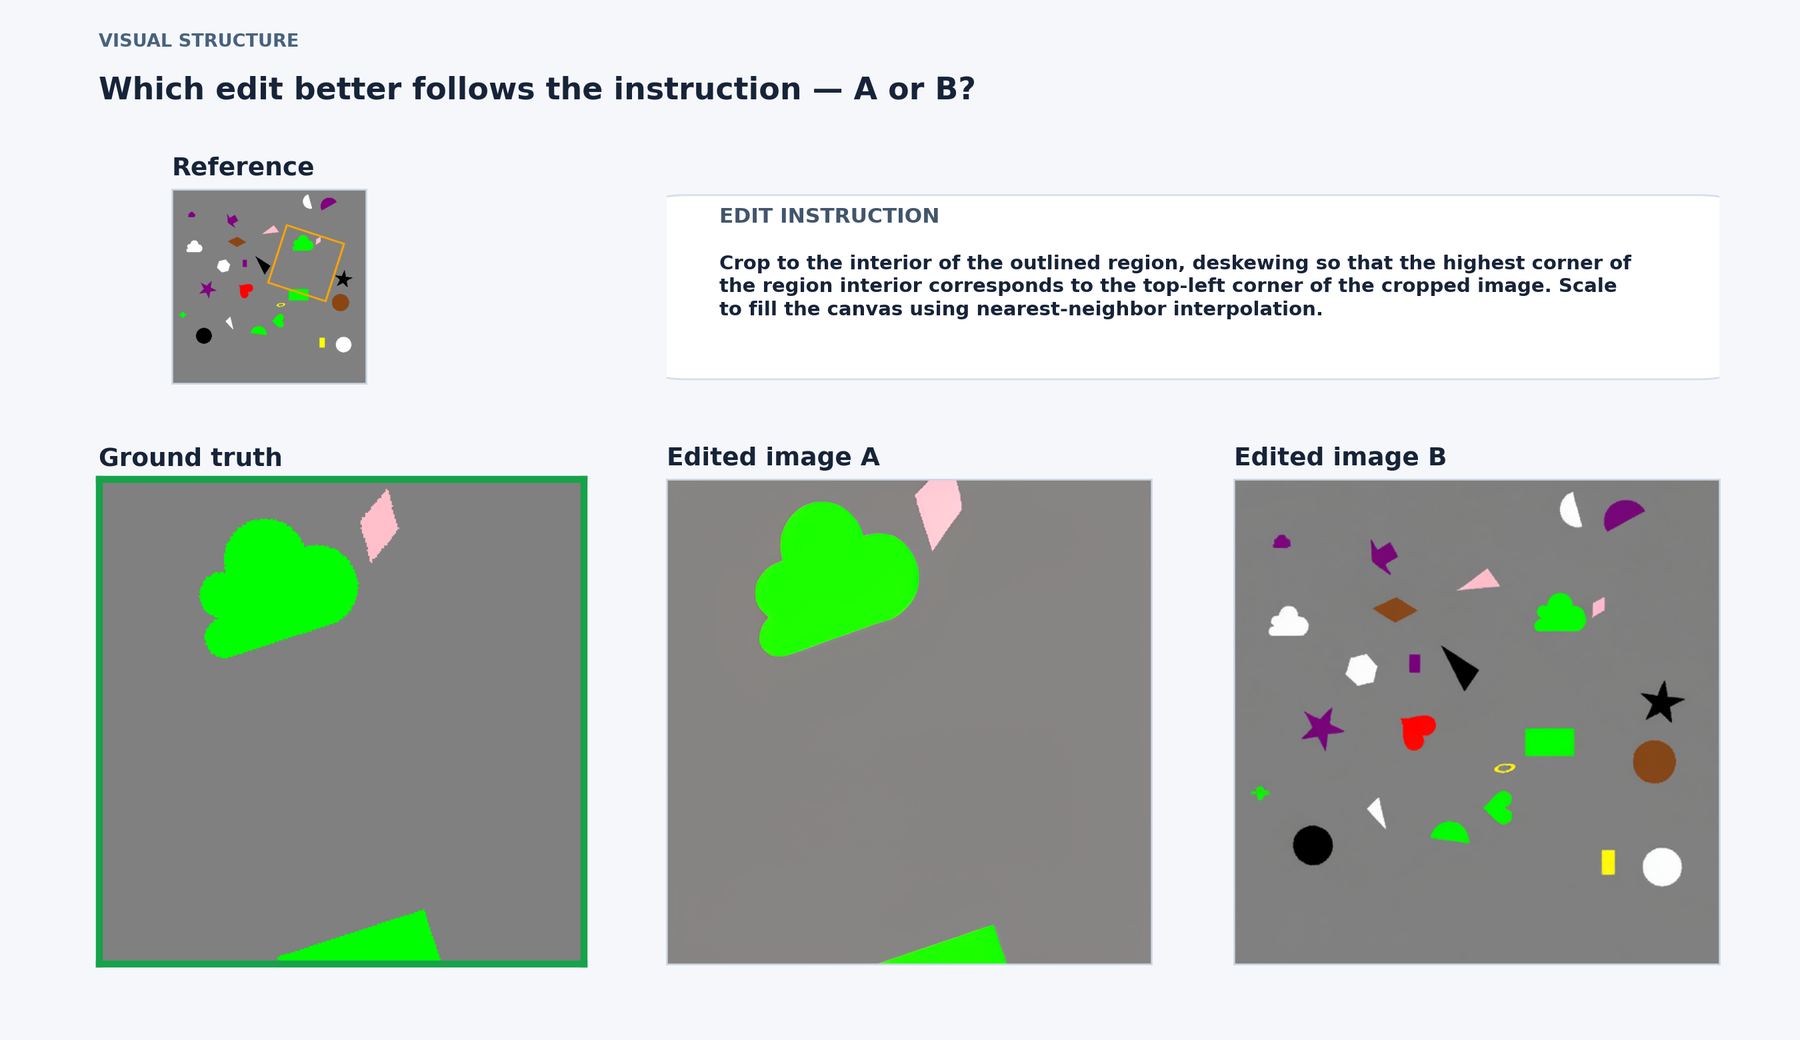 VISUAL STRUCTURE
Which edit better follows the instruction — A or B?
Reference
EDIT INSTRUCTION
Crop to the interior of the outlined region, deskewing so that the highest corner of
the region interior corresponds to the top-left corner of the cropped image. Scale
to fill the canvas using nearest-neighbor interpolation.
Ground truth
Edited image A
Edited image B